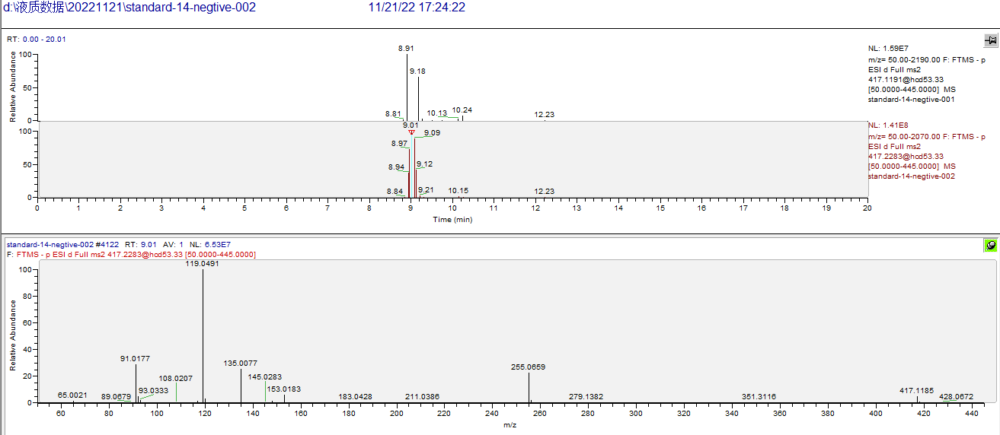 d:\液质数据\20221121\standard-14-negtive-002 11/21/22 17:24:22
RT: 0.00 - 20.01
Relative Abundance
100
50
0
8.81
8.91
9.18
10.13
10.24
12.23
NL: 1.59E7
m/z= 50.00-2190.00 F: FTMS - p
ESI d Full ms2
417.1191@hcd53.33
[50.0000-445.0000] MS
standard-14-negtive-001
100
50
0
9.01
9.09
8.97
8.94
9.12
8.84
9.21
10.15
12.23
NL: 1.41E8
m/z= 50.00-2070.00 F: FTMS - p
ESI d Full ms2
417.2283@hcd53.33
[50.0000-445.0000] MS
standard-14-negtive-002
0 1 2 3 4 5 6 7 8 9 10 11 12 13 14 15 16 17 18 19 20
Time (min)
standard-14-negtive-002 #4122 RT: 9.01 AV: 1 NL: 6.53E7
F: FTMS - p ESI d Full ms2 417.2283@hcd53.33 [50.0000-445.0000]
Relative Abundance
100
80
60
40
20
0
119.0491
91.0177
135.0077
255.0659
108.0207
145.0283
65.0021
89.0679
93.0333
153.0183
183.0428
211.0386
279.1382
351.3116
417.1185
428.0672
60 80 100 120 140 160 180 200 220 240 260 280 300 320 340 360 380 400 420 440
m/z